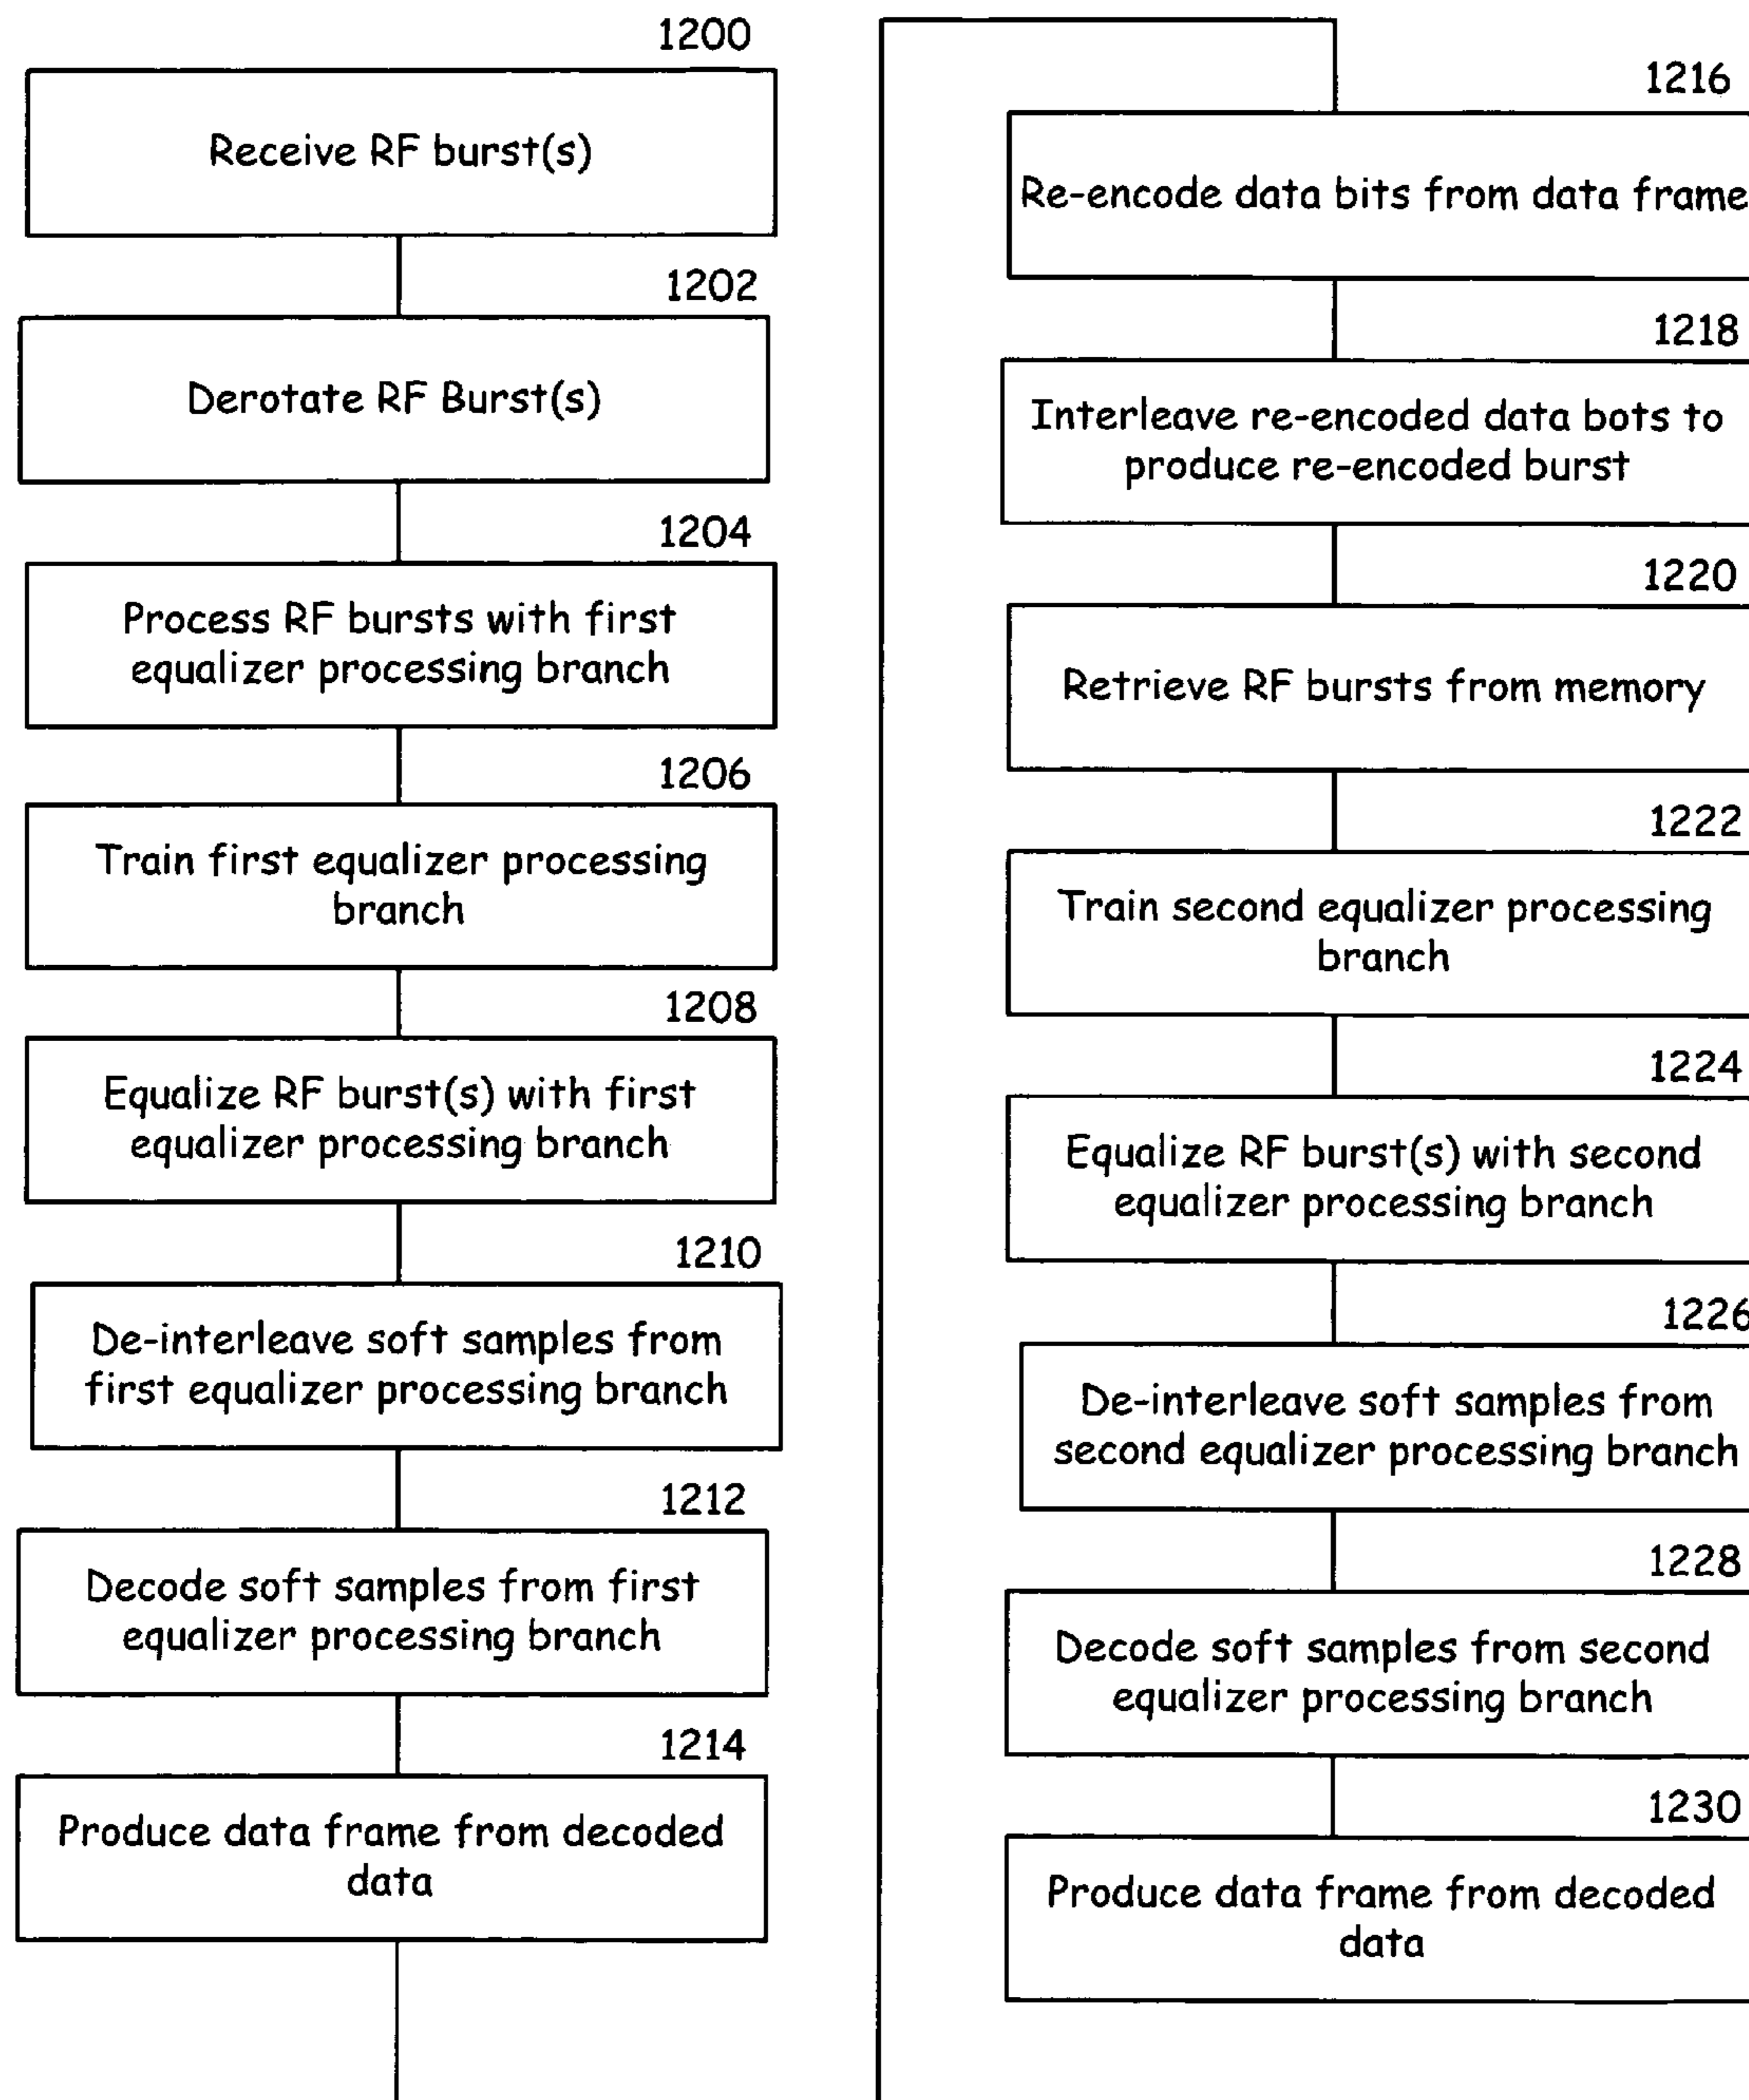 1200
Receive RF burst(s)
1202
Derotate RF Burst(s)
1204
Process RF bursts with first
equalizer processing branch
1206
Train first equalizer processing
branch
1208
Equalize RF burst(s) with first
equalizer processing branch
1210
De-interleave soft samples from
first equalizer processing branch
1212
Decode soft samples from first
equalizer processing branch
1214
Produce data frame from decoded
data
1216
Re-encode data bits from data frame
1218
Interleave re-encoded data bots to
produce re-encoded burst
1220
Retrieve RF bursts from memory
1222
Train second equalizer processing
branch
1224
Equalize RF burst(s) with second
equalizer processing branch
1226
De-interleave soft samples from
second equalizer processing branch
1228
Decode soft samples from second
equalizer processing branch
1230
Produce data frame from decoded
data